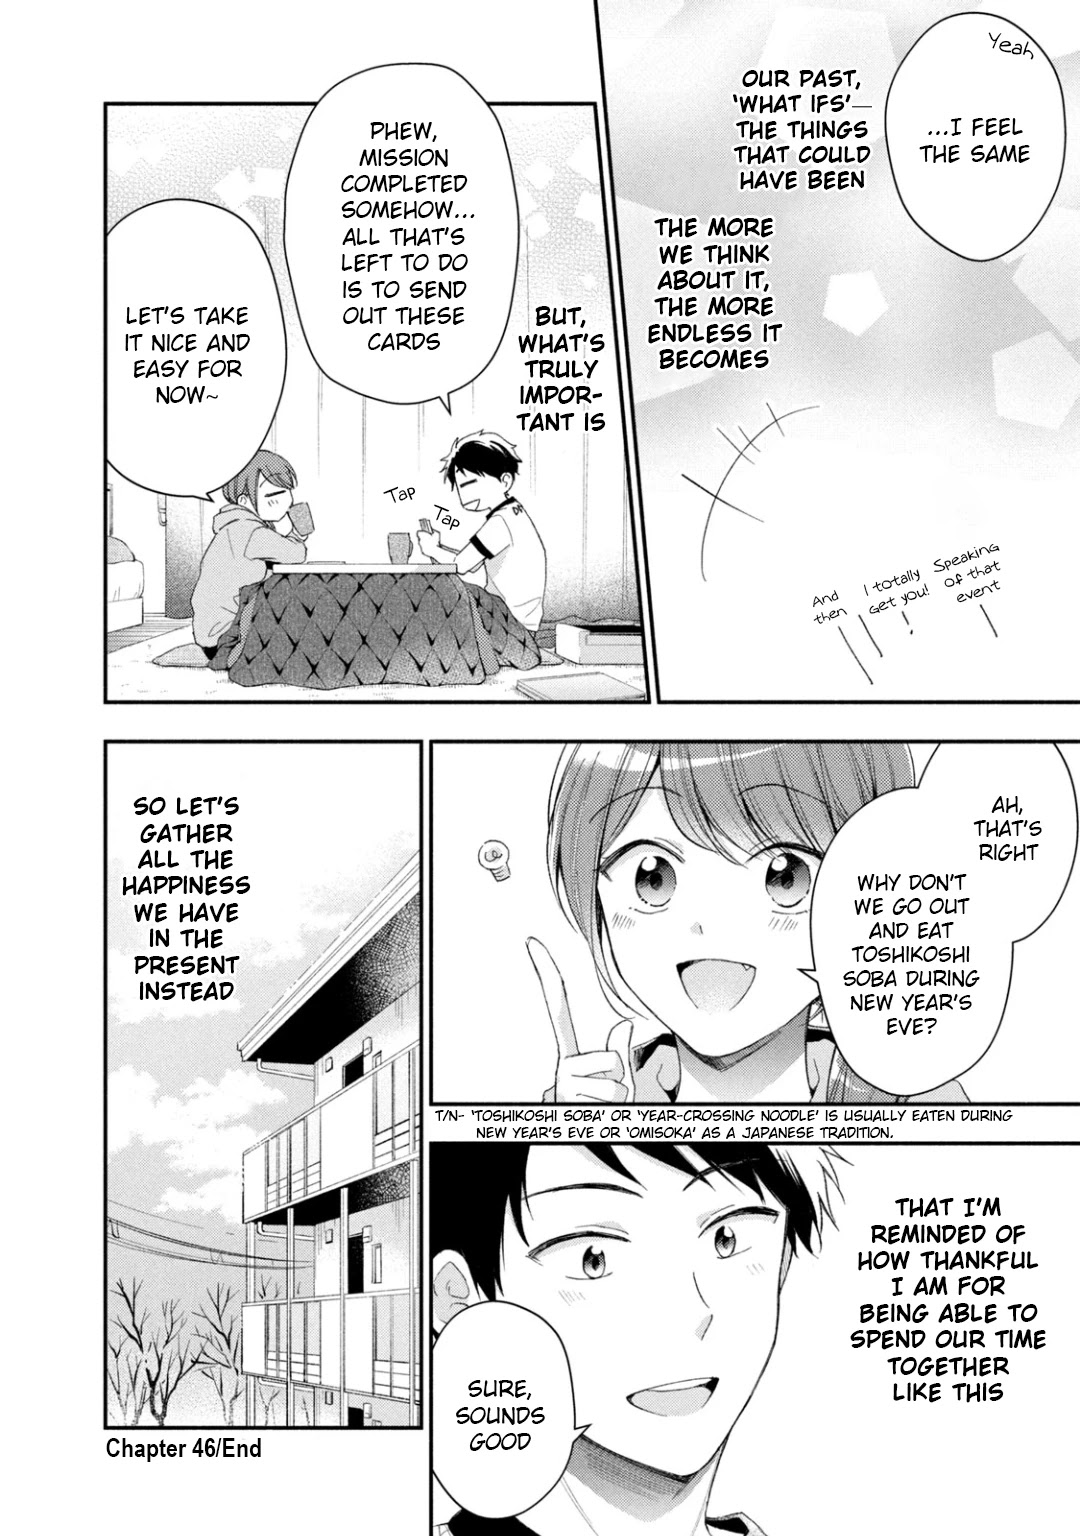 Yeah
...I FEEL
THE SAME
OUR PAST,
'WHAT IFS'—
THE THINGS
THAT COULD
HAVE BEEN
THE MORE
WE THINK
ABOUT IT,
THE MORE
ENDLESS IT
BECOMES
Speaking
of that
event
I totally
get you!
And
then
PHEW,
MISSION
COMPLETED
SOMEHOW...
ALL THAT'S
LEFT TO DO
IS TO SEND
OUT THESE
CARDS
BUT,
WHAT'S
TRULY
IMPOR-
TANT IS
LET'S TAKE
IT NICE AND
EASY FOR
NOW~
Tap
Tap
AH,
THAT'S
RIGHT
WHY DON'T
WE GO OUT
AND EAT
TOSHIKOSHI
SOBA DURING
NEW YEAR'S
EVE?
T/N- 'TOSHIKOSHI SOBA' OR 'YEAR-CROSSING NOODLE' IS USUALLY EATEN DURING
NEW YEAR'S EVE OR 'OMISOKA' AS A JAPANESE TRADITION.
THAT I'M
REMINDED OF
HOW THANKFUL
I AM FOR
BEING ABLE TO
SPEND OUR TIME
TOGETHER
LIKE THIS
SURE,
SOUNDS
GOOD
SO LET'S
GATHER
ALL THE
HAPPINESS
WE HAVE
IN THE
PRESENT
INSTEAD
Chapter 46/End